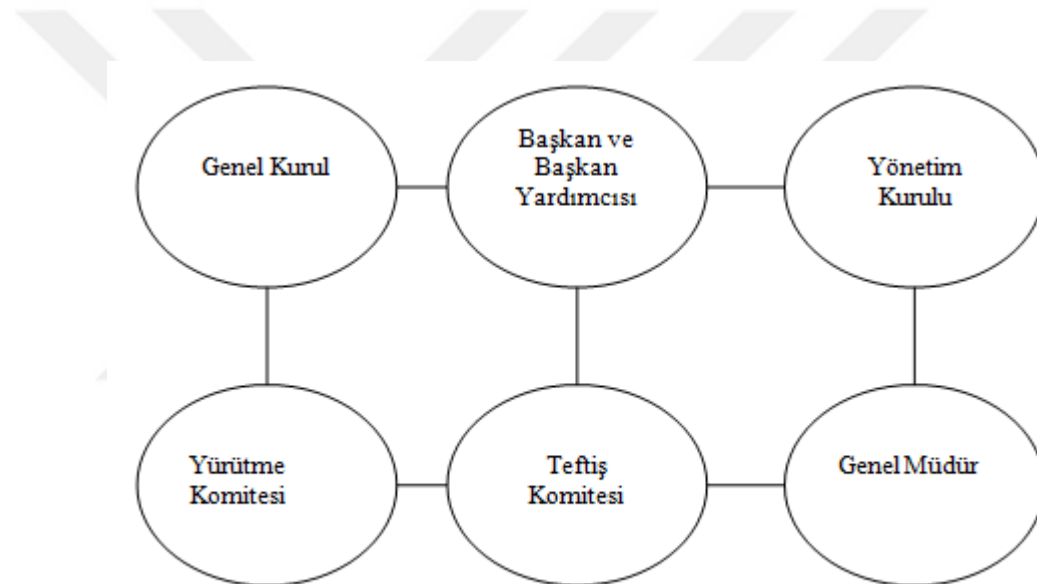 Genel Kurul
Başkan ve
Başkan
Yardımcısı
Yönetim
Kurulu
Yürütme
Komitesi
Teftiş
Komitesi
Genel Müdür